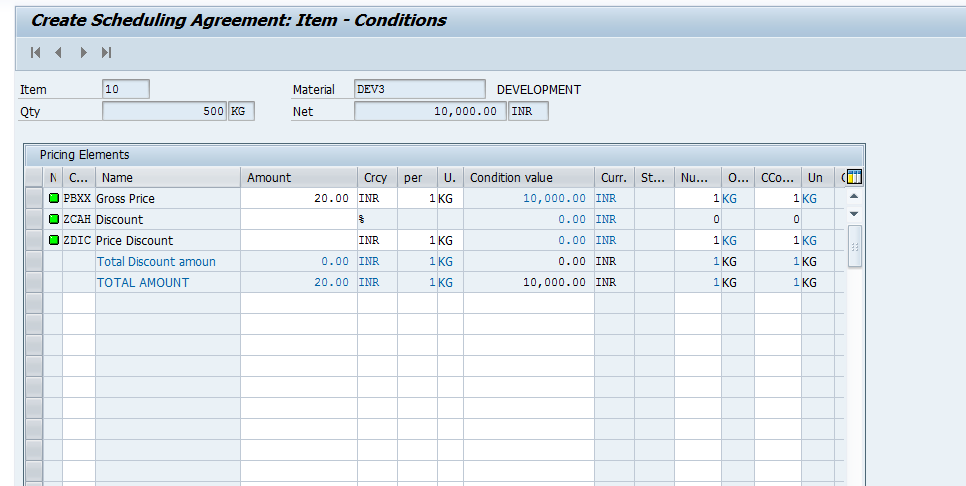 Create Scheduling Agreement: Item - Conditions
Item 10 Material DEV3 DEVELOPMENT
Qty 500 KG Net 10,000.00 INR
Pricing Elements
N C... Name Amount Crcy per U. Condition value Curr. St... Nu... O... CCo... Un
PBXX Gross Price 20.00 INR 1 KG 10,000.00 INR 1 KG 1 KG
ZCAH Discount % 0.00 INR 0 0
ZDIC Price Discount INR 1 KG 0.00 INR 1 KG 1 KG
Total Discount amoun 0.00 INR 1 KG 0.00 INR 1 KG 1 KG
TOTAL AMOUNT 20.00 INR 1 KG 10,000.00 INR 1 KG 1 KG